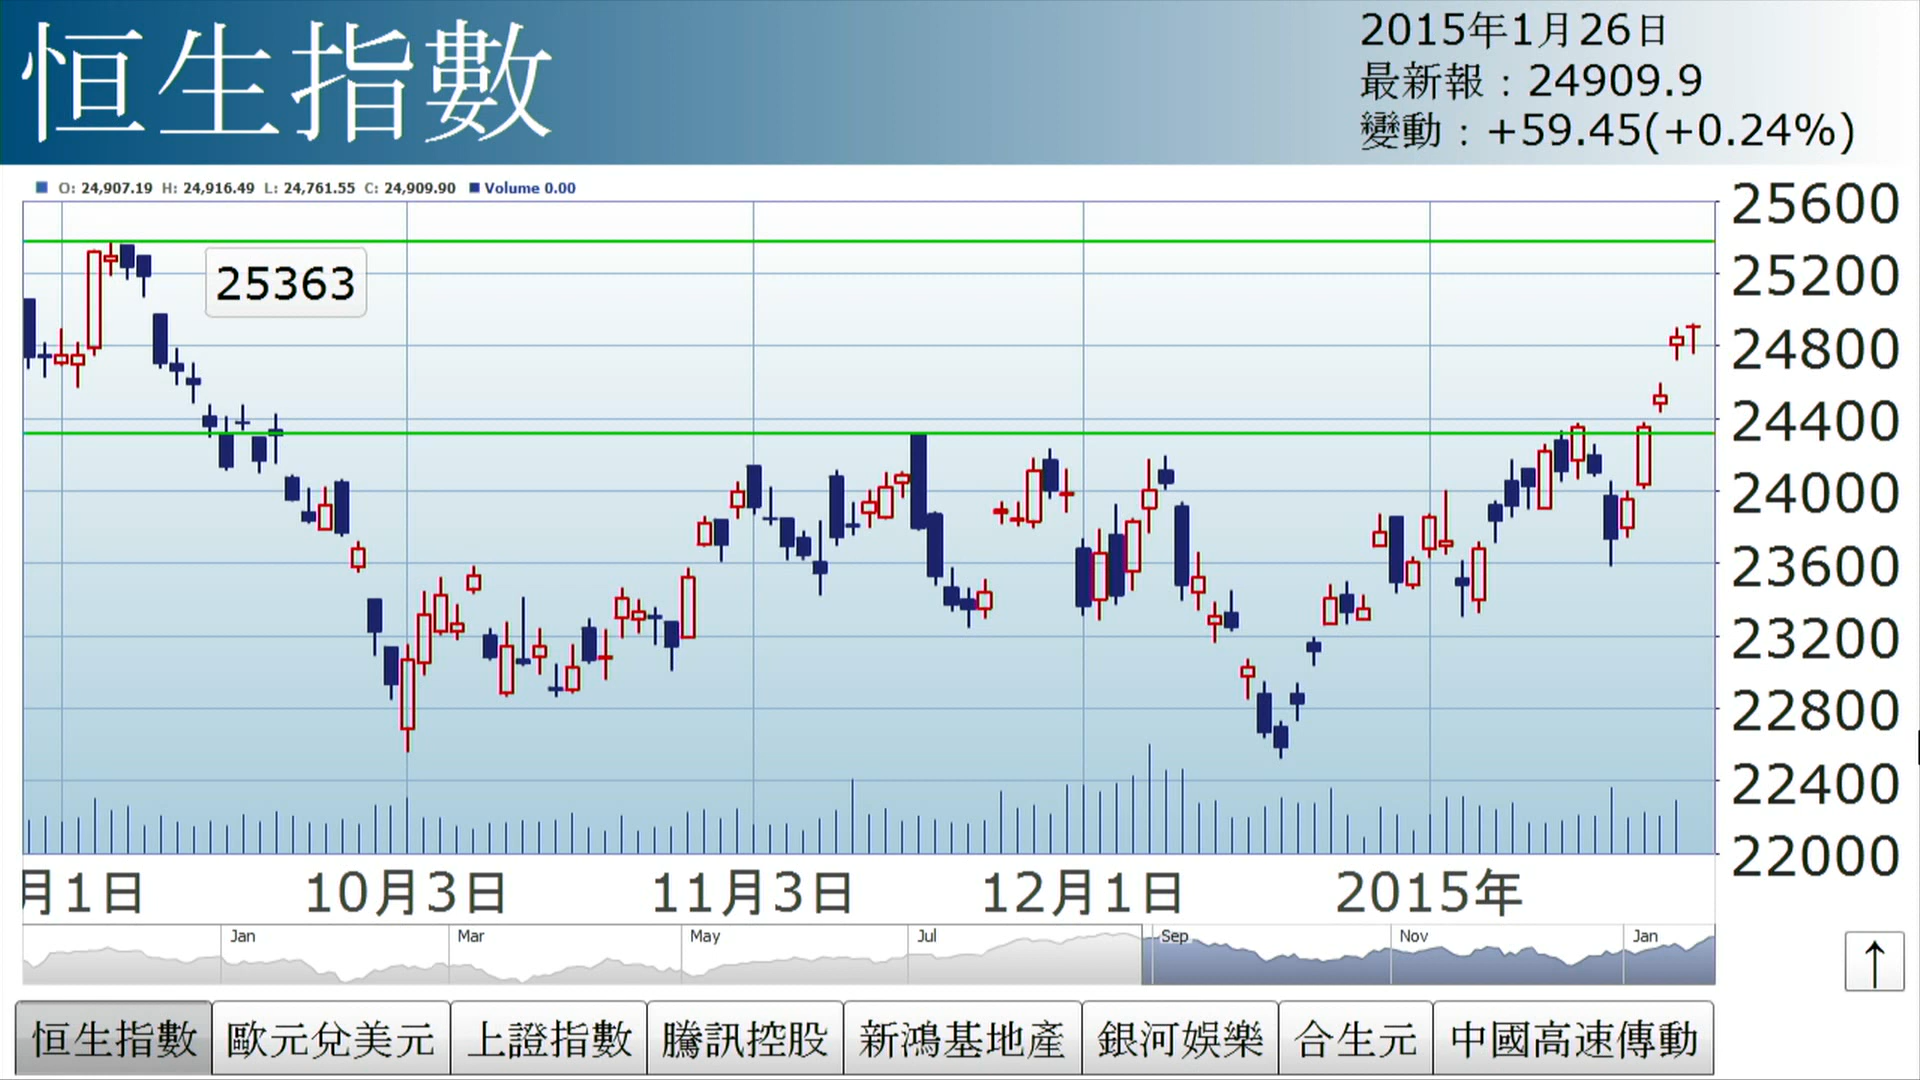 恒生指數
2015年1月26日
最新報：24909.9
變動：+59.45(+0.24%)
O: 24,907.19 H: 24,916.49 L: 24,761.55 C: 24,909.90 Volume 0.00
25363
25600
25200
24800
24400
24000
23600
23200
22800
22400
22000
月1日 10月3日 11月3日 12月1日 2015年
Jan Mar May Jul Sep Nov Jan
↑
恒生指數 歐元兌美元 上證指數 騰訊控股 新鴻基地產 銀河娛樂 合生元 中國高速傳動